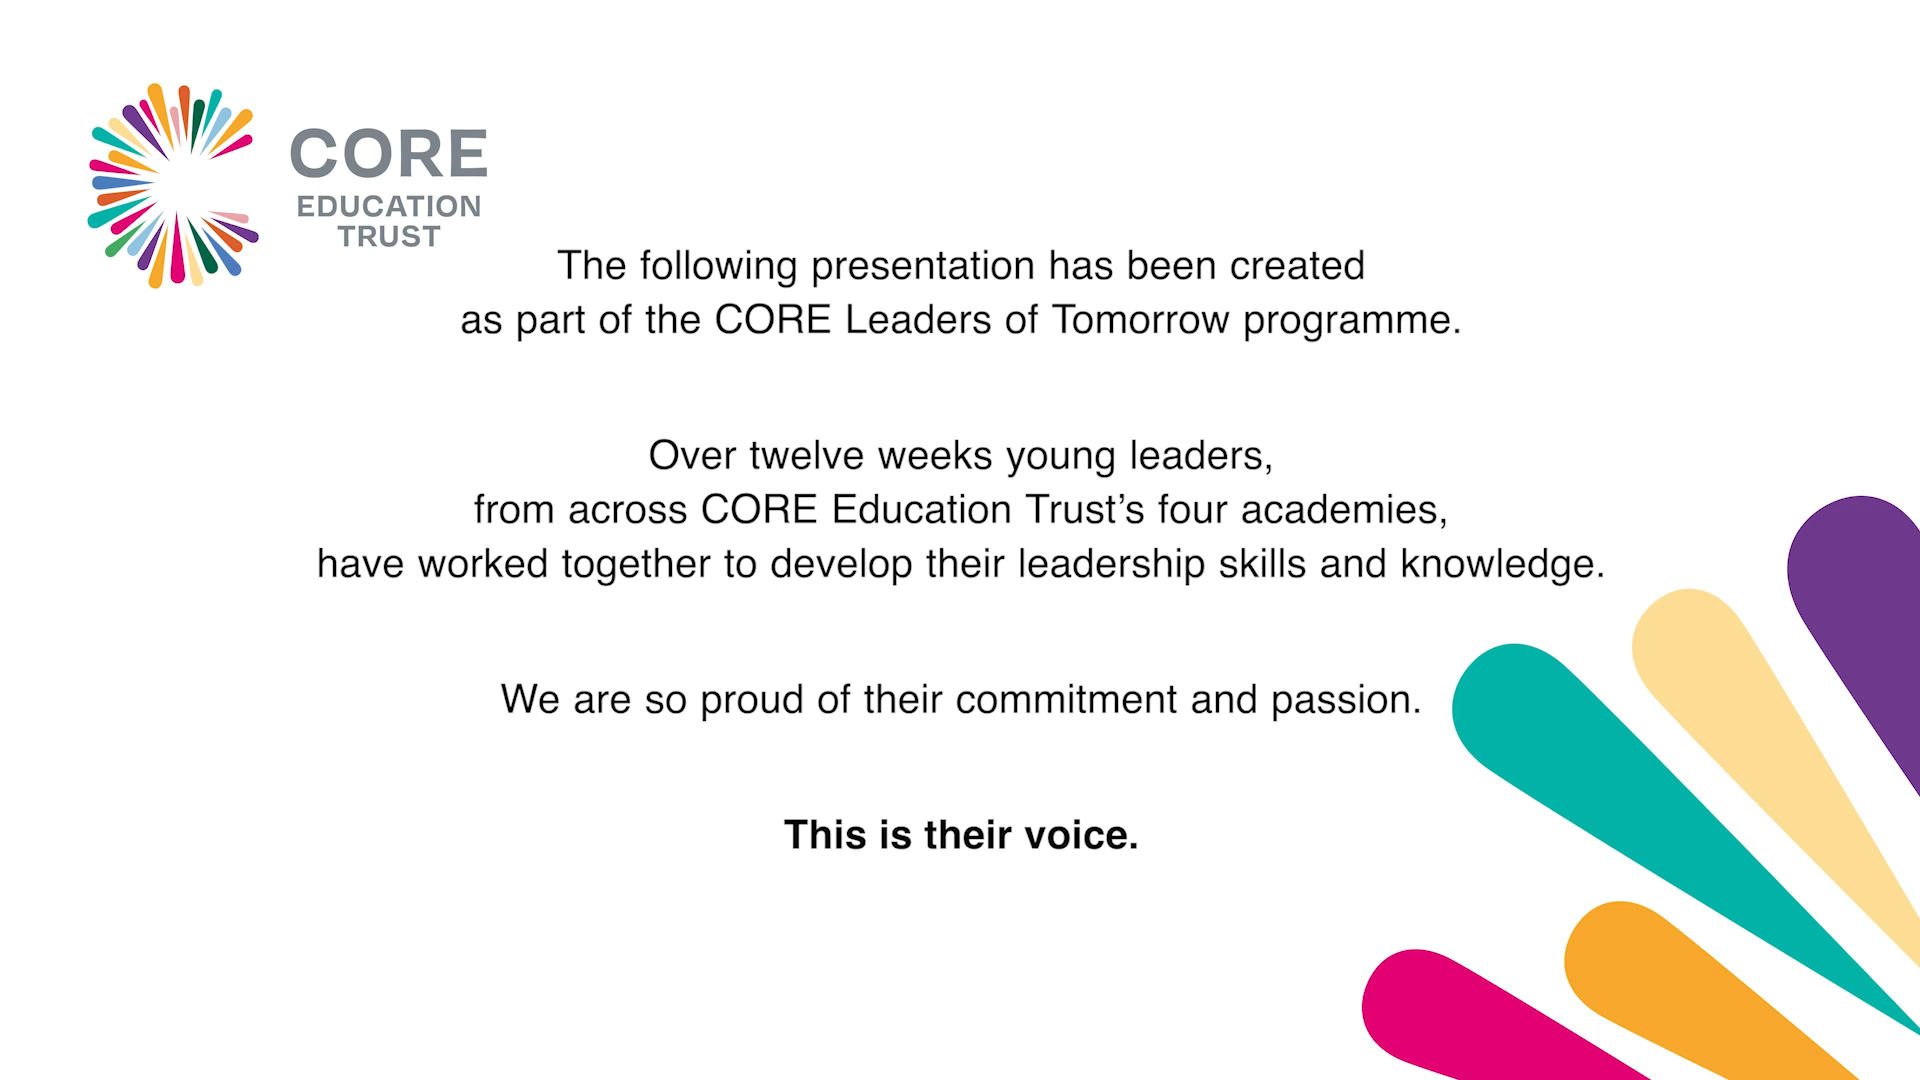 CORE
EDUCATION
TRUST
The following presentation has been created
as part of the CORE Leaders of Tomorrow programme.
Over twelve weeks young leaders,
from across CORE Education Trust’s four academies,
have worked together to develop their leadership skills and knowledge.
We are so proud of their commitment and passion.
This is their voice.